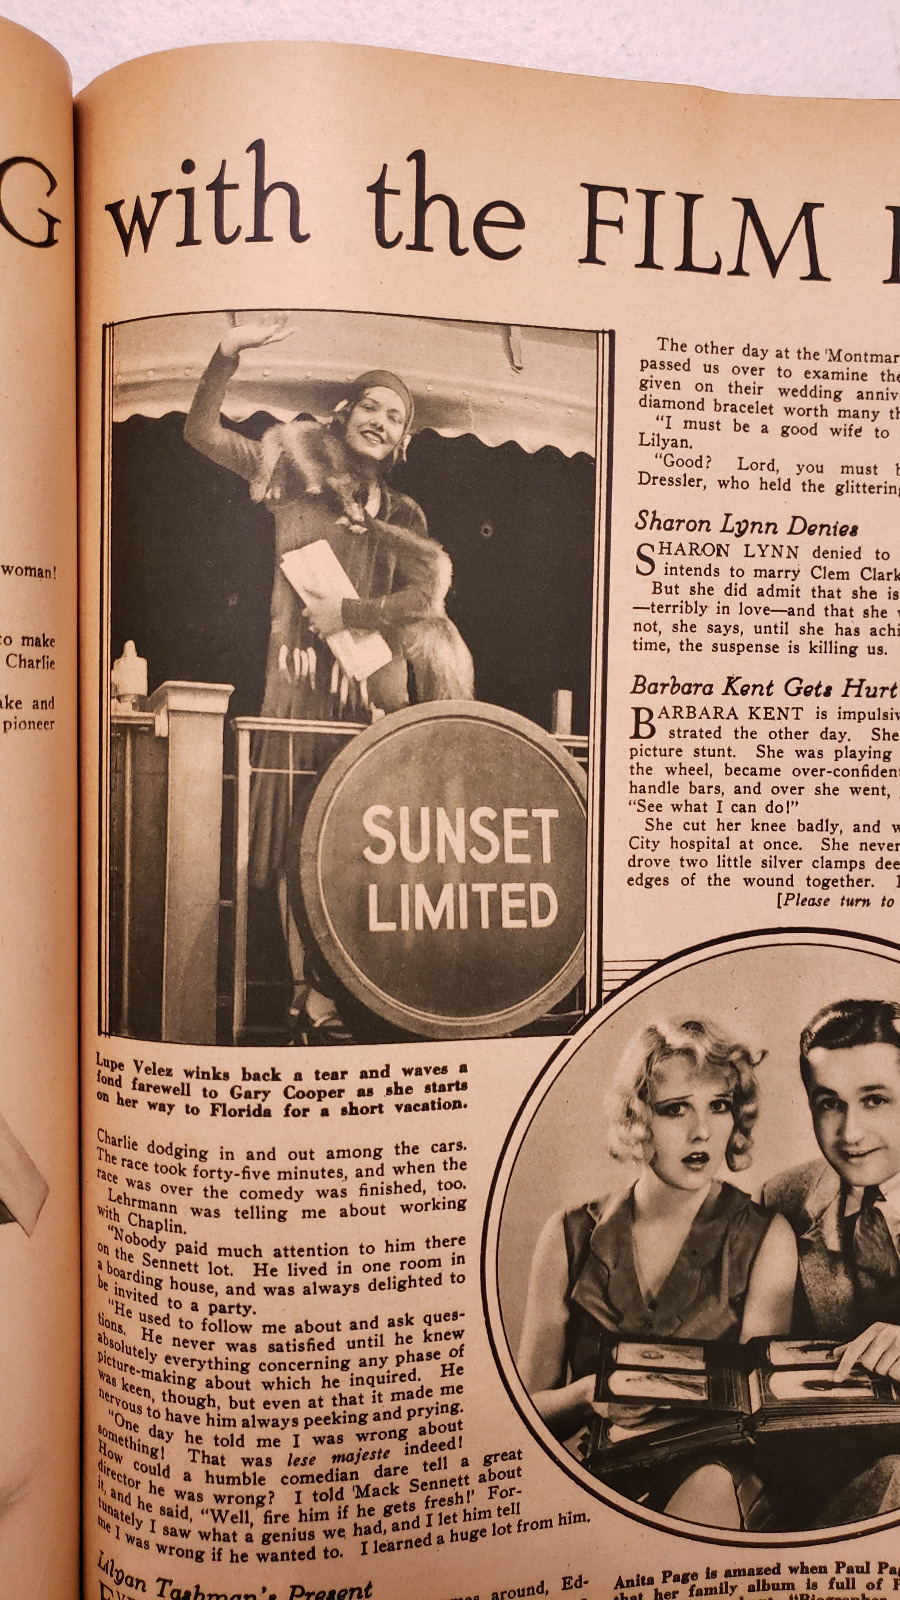 G with the FILM
woman!
to make
Charlie
ake and
pioneer
SUNSET
LIMITED
Lupe Velez winks back a tear and waves a
fond farewell to Gary Cooper as she starts
on her way to Florida for a short vacation.
Charlie dodging in and out among the cars.
The race took forty-five minutes, and when the
race was over the comedy was finished, too.
Lehrmann was telling me about working
with Chaplin.
"Nobody paid much attention to him there
on the Sennett lot. He lived in one room in
a boarding house, and was always delighted to
be invited to a party.
"He used to follow me about and ask ques-
tions. He never was satisfied until he knew
absolutely everything concerning any phase of
picture-making about which he inquired. He
was keen, though, but even at that it made me
nervous to have him always peeking and prying.
"One day he told me I was wrong about
something! That was lese majeste indeed!
How could a humble comedian dare tell a great
director he was wrong? I told Mack Sennett about
it, and he said, "Well, fire him if he gets fresh!' For-
tunately I saw what a genius we had, and I let him tell
me I was wrong if he wanted to. I learned a huge lot from him.
Lilyan Tashman's Present
around, Ed-
The other day at the Montmar
passed us over to examine the
given on their wedding anniv
diamond bracelet worth many th
"I must be a good wife to
Lilyan.
"Good? Lord, you must b
Dressler, who held the glittering
Sharon Lynn Denies
SHARON LYNN denied to
intends to marry Clem Clark
But she did admit that she is
—terribly in love—and that she w
not, she says, until she has achi
time, the suspense is killing us.
Barbara Kent Gets Hurt
BARBARA KENT is impulsiv
strated the other day. She
picture stunt. She was playing
the wheel, became over-confident
handle bars, and over she went,
"See what I can do!"
She cut her knee badly, and w
City hospital at once. She never
drove two little silver clamps dee
edges of the wound together.
[Please turn to
Anita Page is amazed when Paul Pag
that her family album is full of